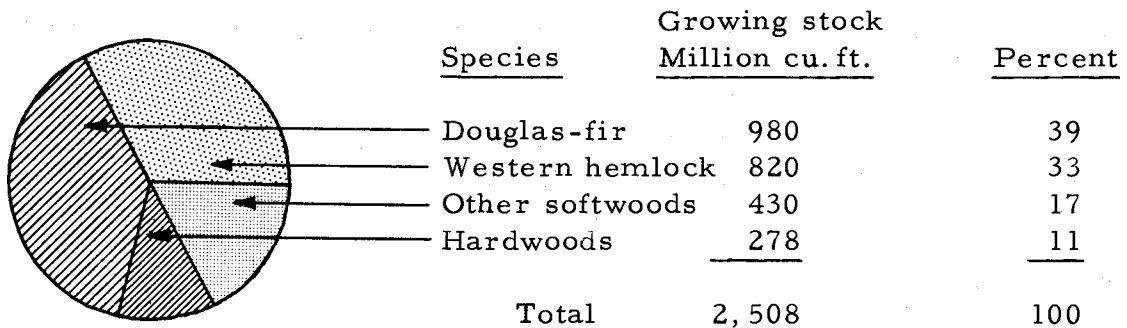 Growing stock
Species Million cu. ft. Percent
Douglas-fir 980 39
Western hemlock 820 33
Other softwoods 430 17
Hardwoods 278 11
Total 2,508 100